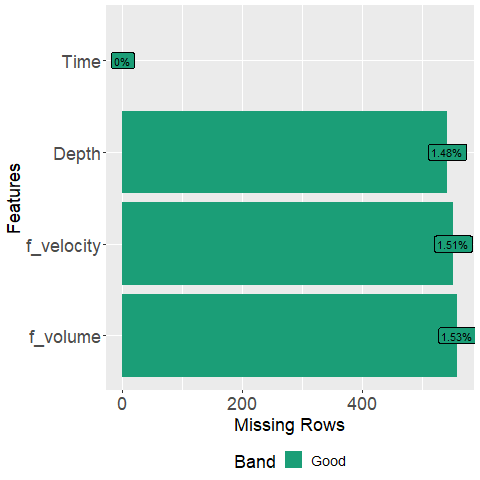 Time
0%
Depth
1.48%
f_velocity
1.51%
f_volume
1.53%
Features
0 200 400
Missing Rows
Band Good